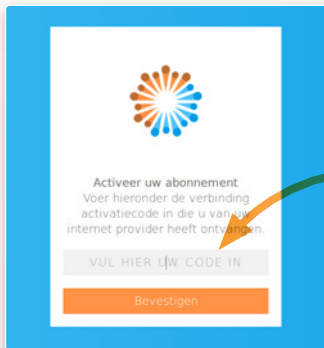 Activeer uw abonnement
Voer hieronder de verbinding
activatiecode in die u van uw
internet provider heeft ontvangen.
VUL HIER UW CODE IN
Bevestigen